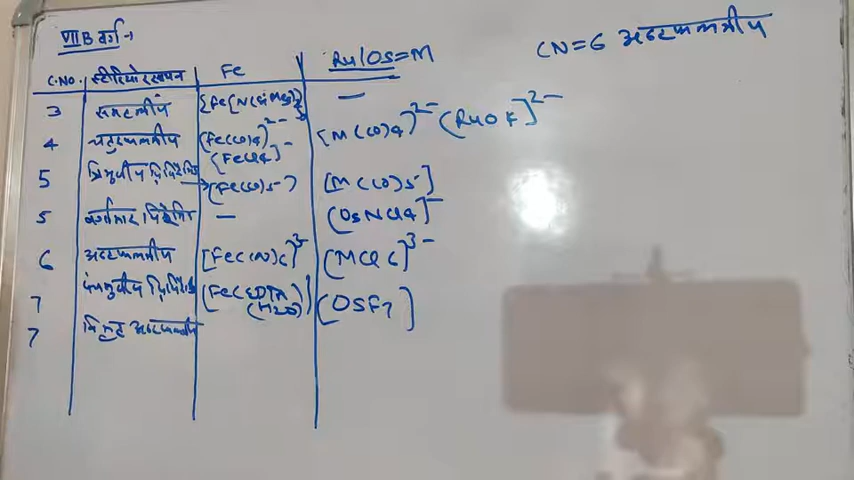 VIII B वर्ग →
CN=6 अष्टफलकीय
C.NO. स्टीरियो रसायन Fe Ru/Os=M
3 समतलीय [Fe[N(SiMe3)2]3 —
4 चतुष्फलकीय [Fe(CO)4]2- [M(CO)4]2- [RuO4]2-
[FeCl4]-
5 [Fe(CO)5] [M(CO)5]
5 — [OsNCl4]-
6 अष्टफलकीय [Fe(CN)6]3- [MCl6]3-
7 [Fe(EDTA) (H2O)] [OsF7]
7 अष्टफलकीय